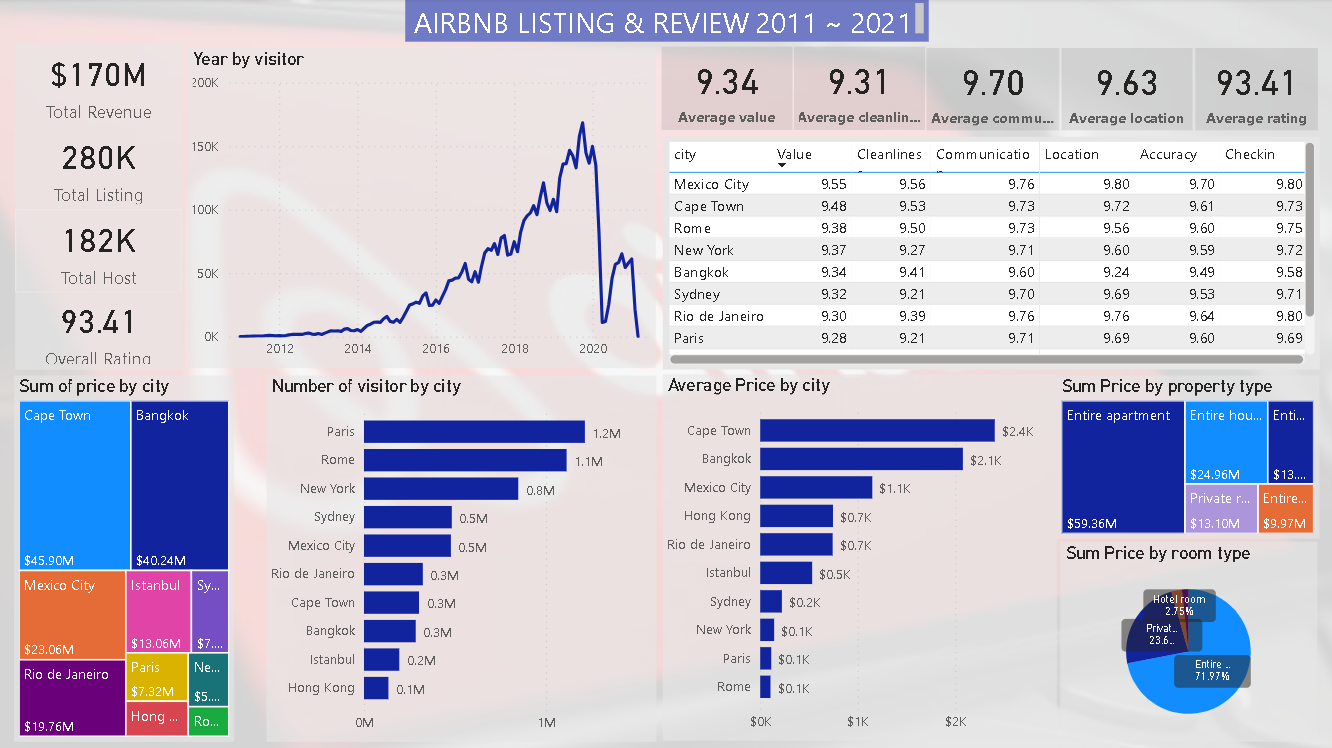 AIRBNB LISTING & REVIEW 2011 ~ 2021
$170M
Total Revenue
280K
Total Listing
182K
Total Host
93.41
Overall Rating
Year by visitor
200K
150K
100K
50K
0K
2012 2014 2016 2018 2020
9.34 9.31 9.70 9.63 93.41
Average value Average cleanlin... Average commu... Average location Average rating
city Value Cleanlines Communicatio Location Accuracy Checkin
Mexico City 9.55 9.56 9.76 9.80 9.70 9.80
Cape Town 9.48 9.53 9.73 9.72 9.61 9.73
Rome 9.38 9.50 9.73 9.56 9.60 9.75
New York 9.37 9.27 9.71 9.60 9.59 9.72
Bangkok 9.34 9.41 9.60 9.24 9.49 9.58
Sydney 9.32 9.21 9.70 9.69 9.53 9.71
Rio de Janeiro 9.30 9.39 9.76 9.76 9.64 9.80
Paris 9.28 9.21 9.71 9.69 9.60 9.69
Sum of price by city
Cape Town Bangkok
$45.90M $40.24M
Mexico City Istanbul Sy...
$23.06M $13.06M $7....
Rio de Janeiro Paris Ne...
$7.32M $5....
Hong ... Ro...
$19.76M
Number of visitor by city
Paris 1.2M
Rome 1.1M
New York 0.8M
Sydney 0.5M
Mexico City 0.5M
Rio de Janeiro 0.3M
Cape Town 0.3M
Bangkok 0.3M
Istanbul 0.2M
Hong Kong 0.1M
0M 1M
Average Price by city
Cape Town $2.4K
Bangkok $2.1K
Mexico City $1.1K
Hong Kong $0.7K
Rio de Janeiro $0.7K
Istanbul $0.5K
Sydney $0.2K
New York $0.1K
Paris $0.1K
Rome $0.1K
$0K $1K $2K
Sum Price by property type
Entire apartment Entire hou... Enti...
$24.96M $13....
Private r... Entire...
$59.36M $13.10M $9.97M
Sum Price by room type
Hotel room
2.75%
Privat...
23.6...
Entire ...
71.97%